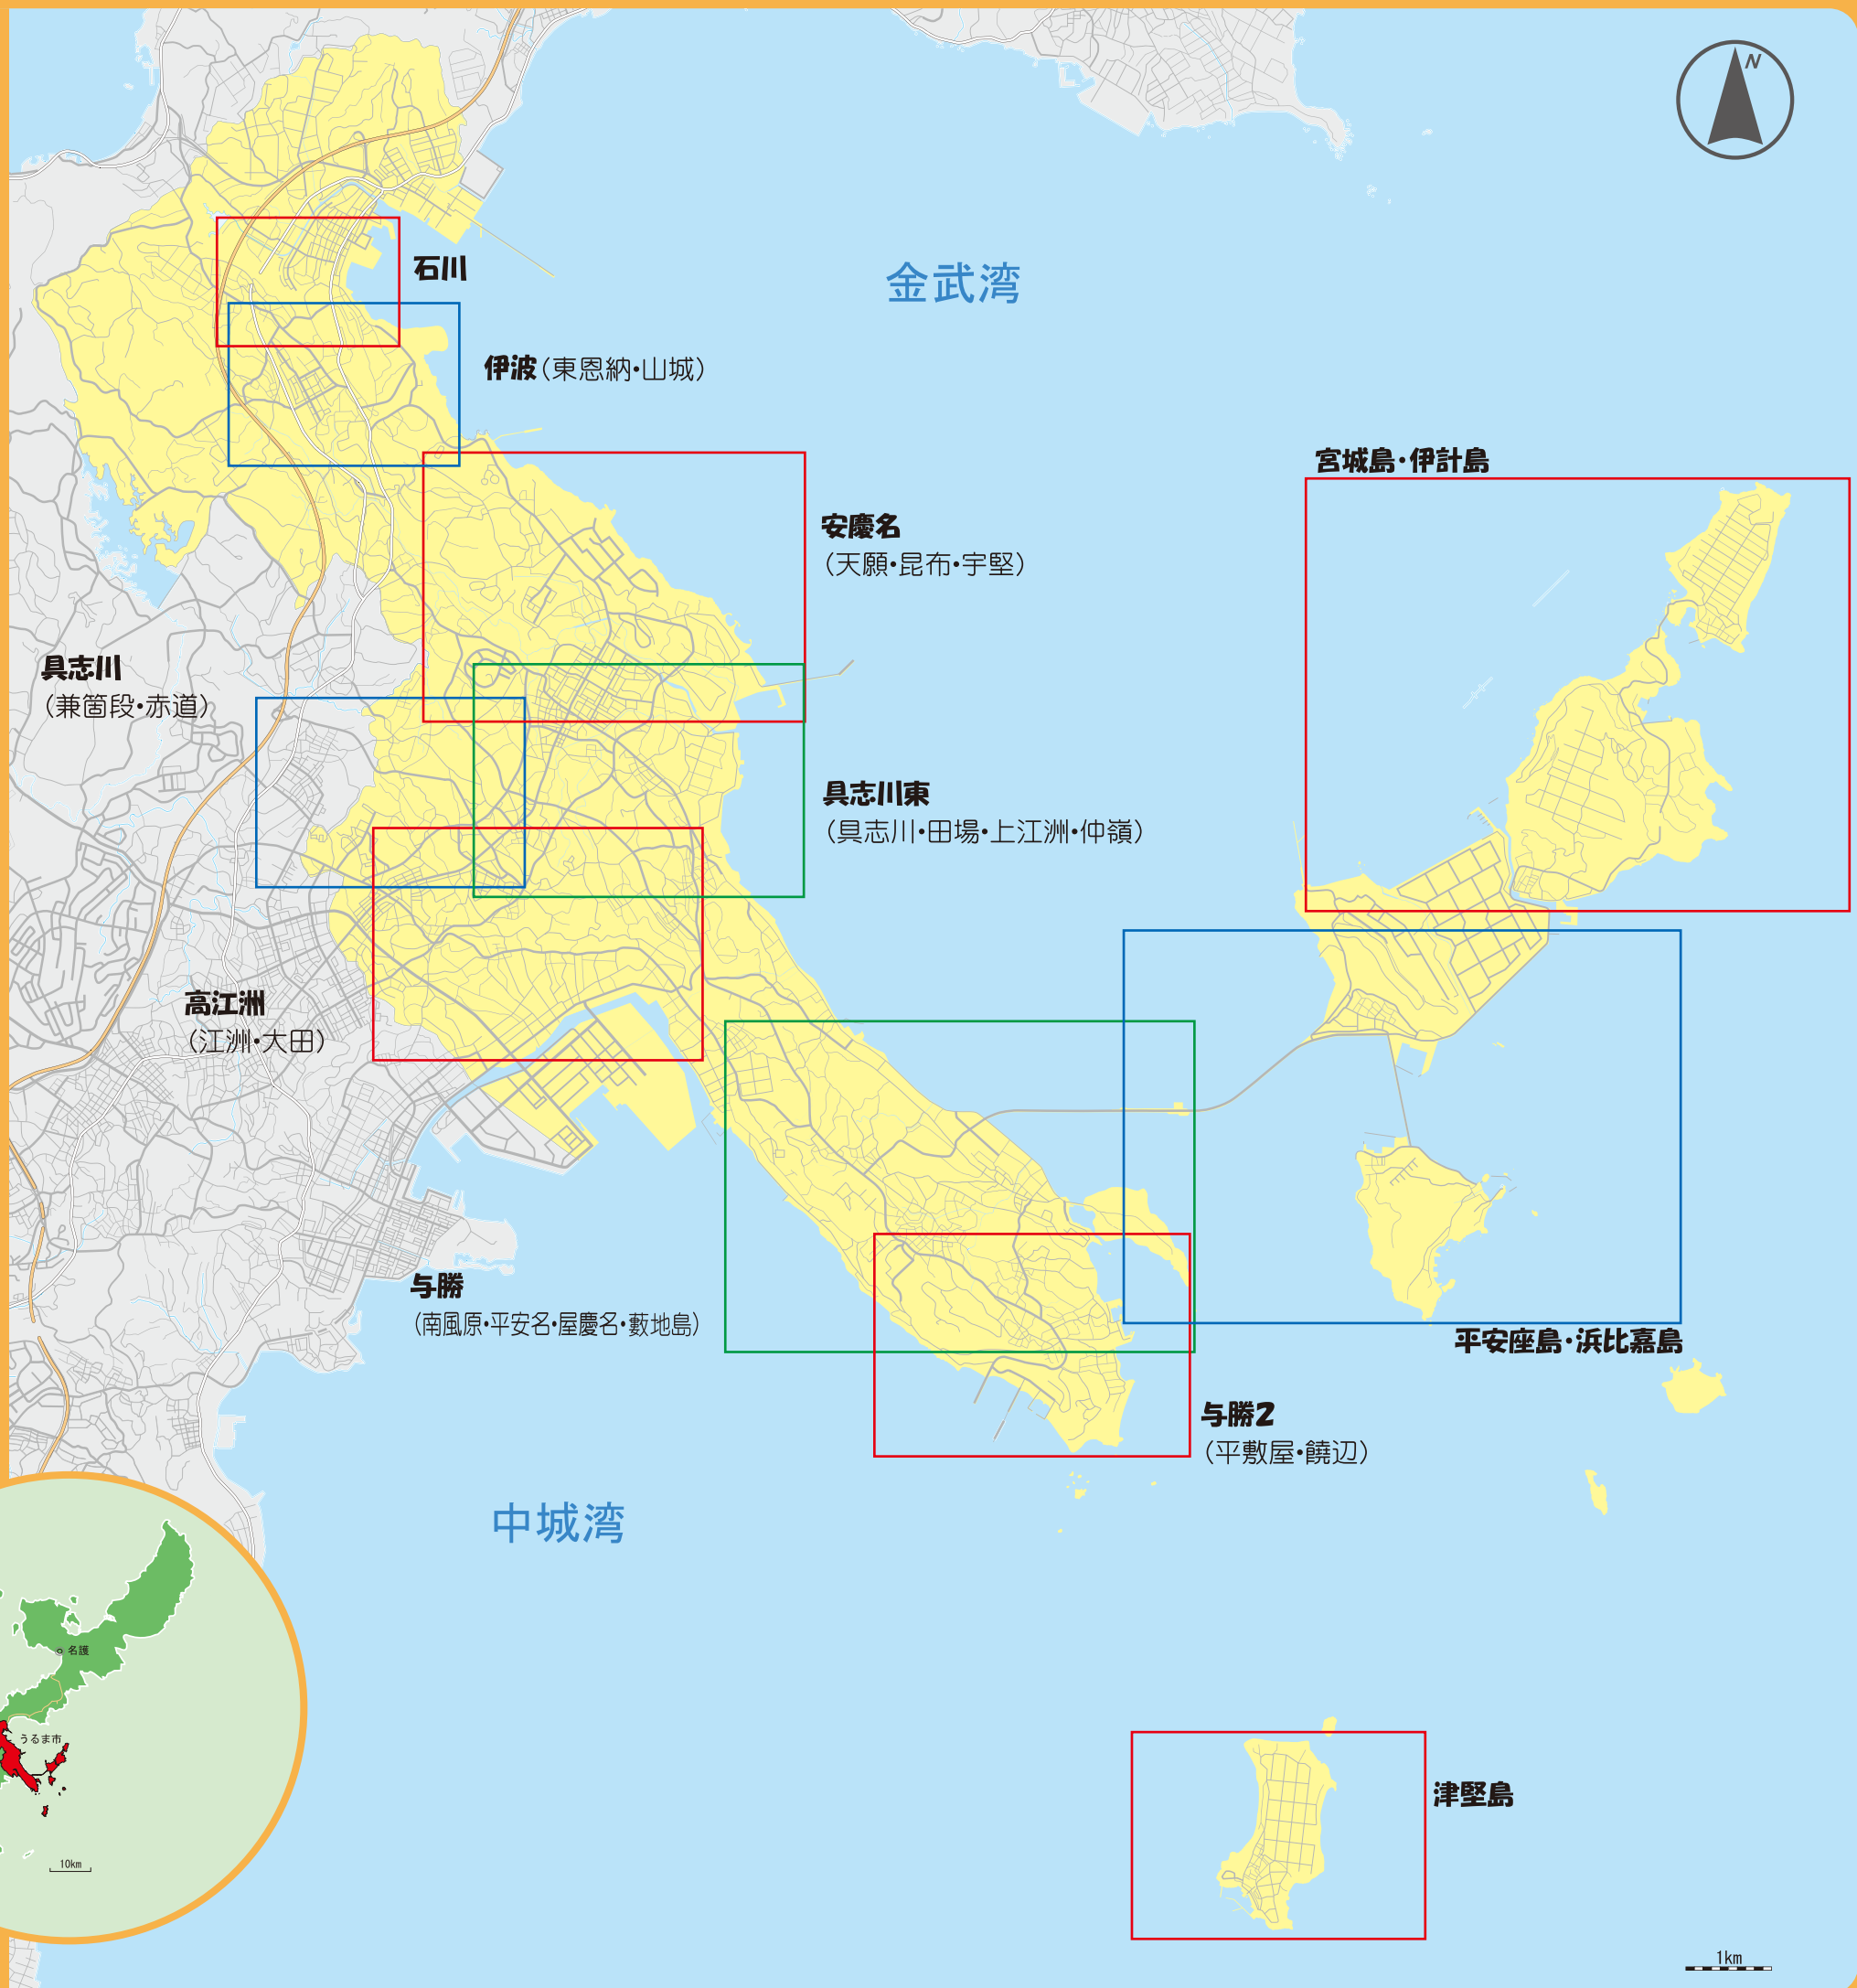 N
石川
金武湾
伊波（東恩納・山城）
宮城島・伊計島
安慶名
（天願・昆布・宇堅）
具志川
（兼箇段・赤道）
具志川東
（具志川・田場・上江洲・仲嶺）
高江洲
（江洲・大田）
与勝
（南風原・平安名・屋慶名・藪地島）
平安座島・浜比嘉島
与勝2
（平敷屋・饒辺）
中城湾
名護
うるま市
10km
津堅島
1km